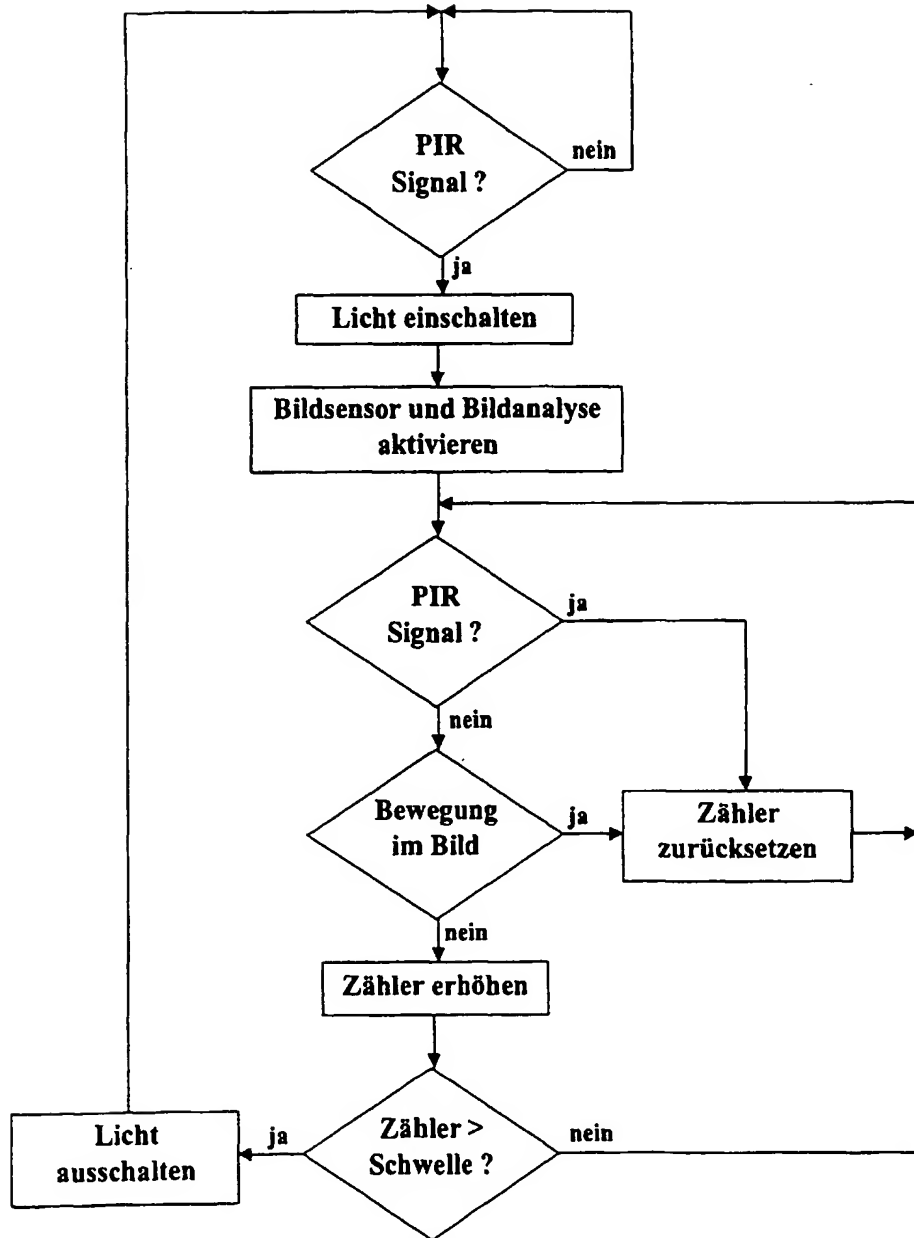 PIR
Signal ?
nein
ja
Licht einschalten
Bildsensor und Bildanalyse
aktivieren
PIR
Signal ?
ja
nein
Bewegung
im Bild
ja
Zähler
zurücksetzen
nein
Zähler erhöhen
Zähler >
Schwelle ?
ja
nein
Licht
ausschalten